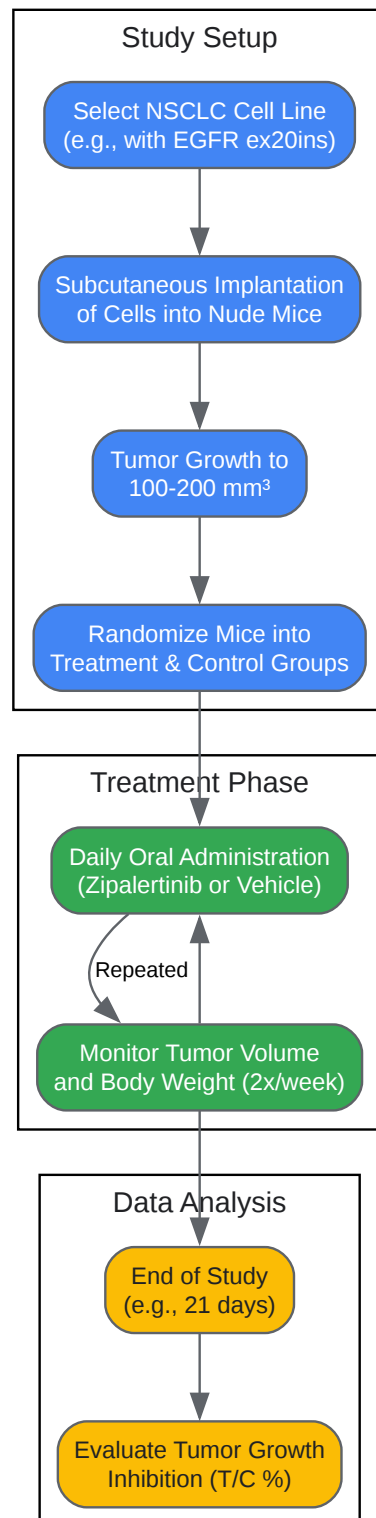 Study Setup
Select NSCLC Cell Line
(e.g., with EGFR ex20ins)
Subcutaneous Implantation
of Cells into Nude Mice
Tumor Growth to
100-200 mm³
Randomize Mice into
Treatment & Control Groups
Treatment Phase
Daily Oral Administration
(Zipalertinib or Vehicle)
Repeated
Monitor Tumor Volume
and Body Weight (2x/week)
Data Analysis
End of Study
(e.g., 21 days)
Evaluate Tumor Growth
Inhibition (T/C %)